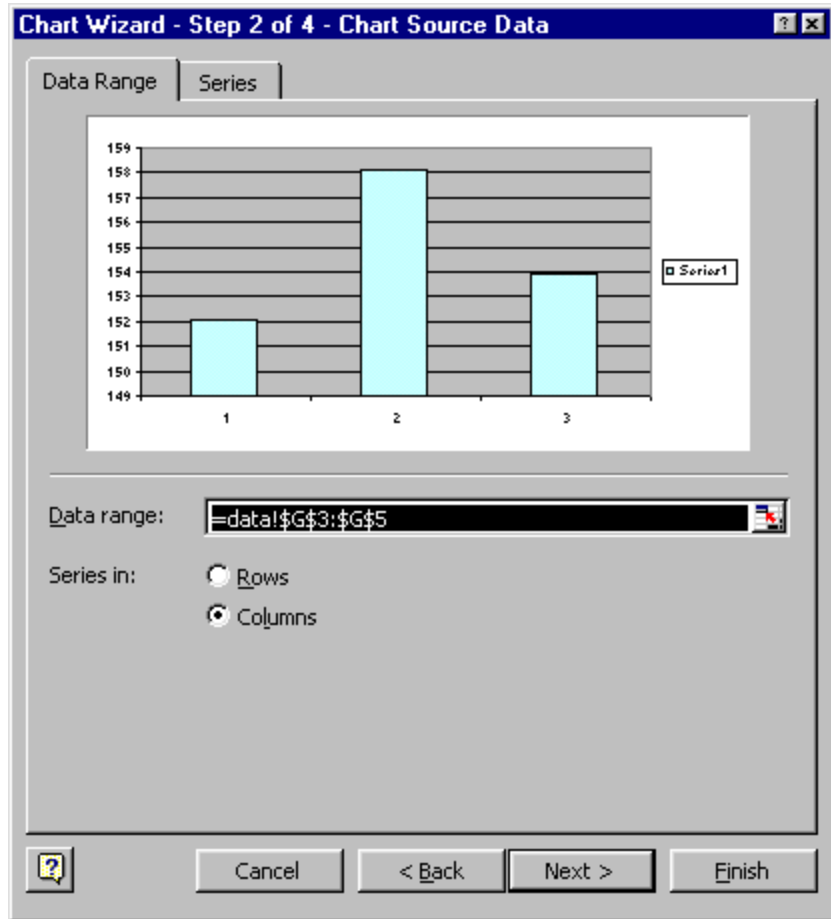 Chart Wizard - Step 2 of 4 - Chart Source Data
Data Range
Series
159
158
157
156
155
154
153
152
151
150
149
1 2 3
Series1
Data range: =data!$G$3:$G$5
Series in: Rows
Columns
Cancel < Back Next > Finish